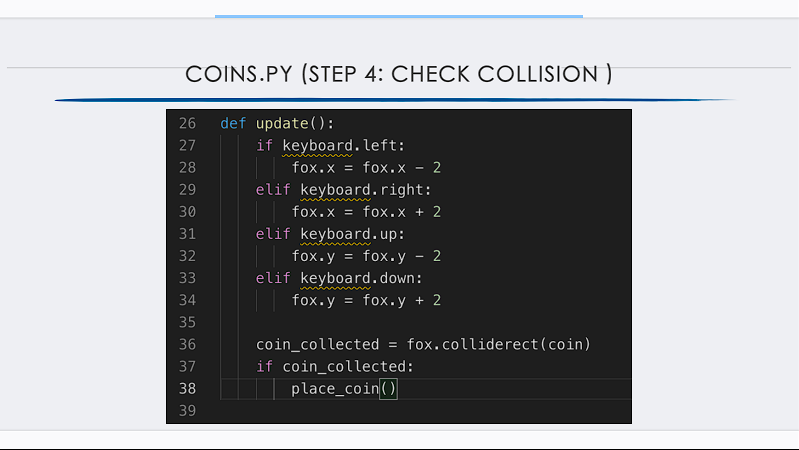 COINS.PY (STEP 4: CHECK COLLISION )
26 def update():
27     if keyboard.left:
28         fox.x = fox.x - 2
29     elif keyboard.right:
30         fox.x = fox.x + 2
31     elif keyboard.up:
32         fox.y = fox.y - 2
33     elif keyboard.down:
34         fox.y = fox.y + 2
35
36     coin_collected = fox.colliderect(coin)
37     if coin_collected:
38         place_coin()
39